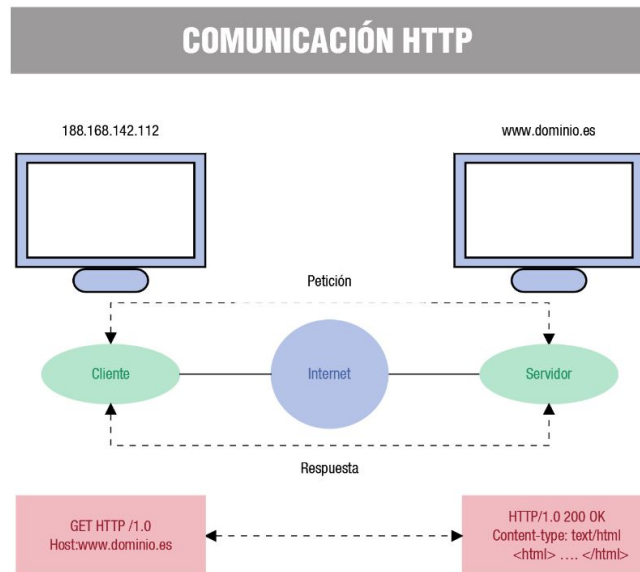 COMUNICACIÓN HTTP
188.168.142.112
www.dominio.es
Petición
Cliente
Internet
Servidor
Respuesta
GET HTTP /1.0
Host:www.dominio.es
HTTP/1.0 200 OK
Content-type: text/html
<html> .... </html>